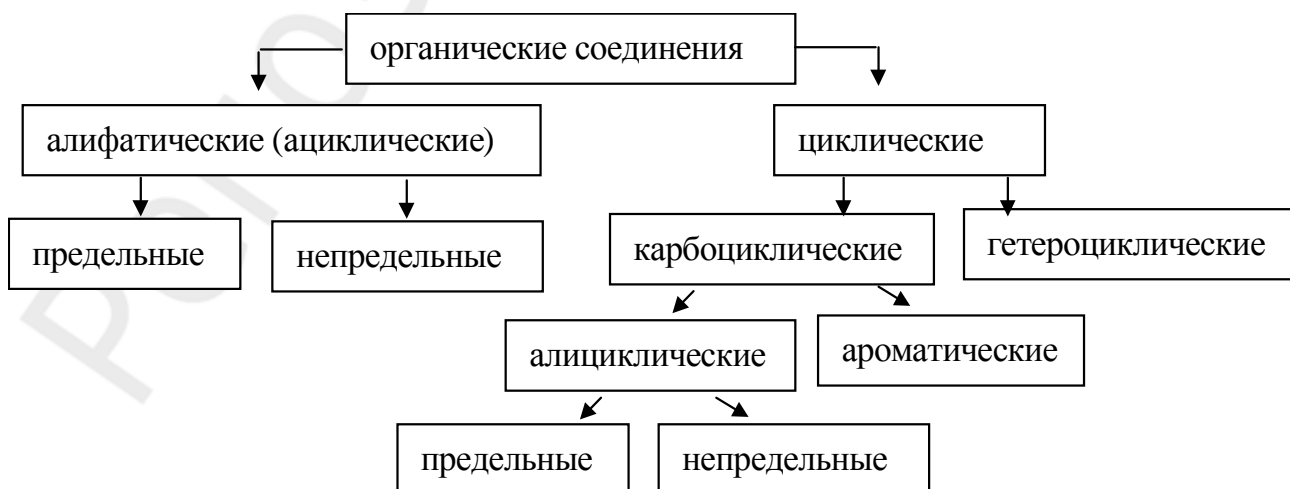 органические соединения
алифатические (ациклические)
циклические
предельные
непредельные
карбоциклические
гетероциклические
алициклические
ароматические
предельные
непредельные